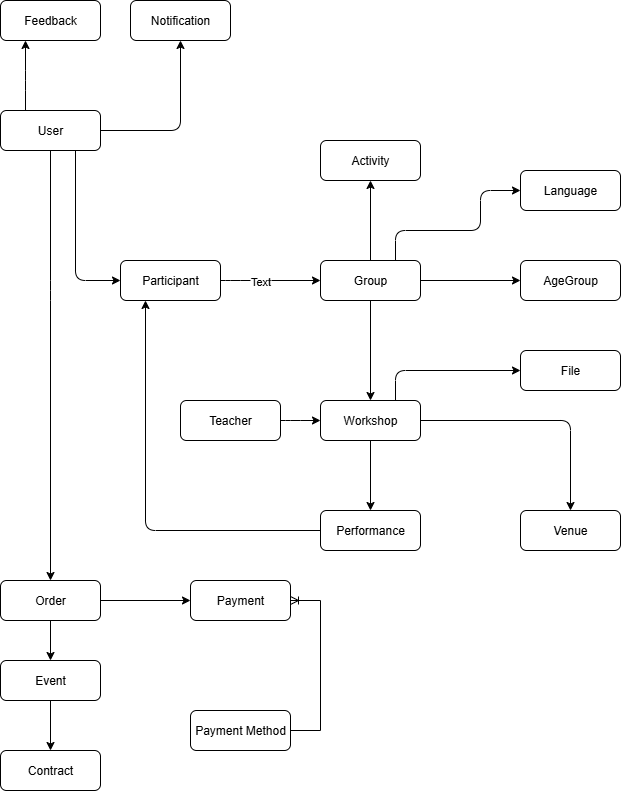 Feedback
Notification
User
Activity
Language
Participant
Text
Group
AgeGroup
File
Teacher
Workshop
Performance
Venue
Order
Payment
Event
Payment Method
Contract